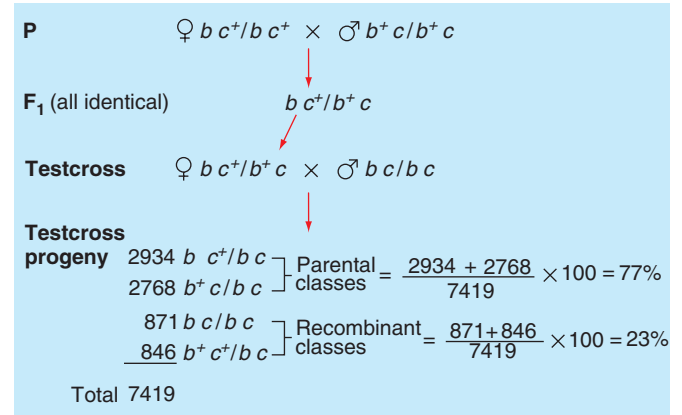 P ♀ b c⁺/b c⁺ × ♂ b⁺ c/b⁺ c
F₁ (all identical) b c⁺/b⁺ c
Testcross ♀ b c⁺/b⁺ c × ♂ b c/b c
Testcross
progeny 2934 b c⁺/b c
2768 b⁺ c/b c
Parental
classes = 2934 + 2768 / 7419 × 100 = 77%
871 b c/b c
846 b⁺ c⁺/b c
Recombinant
classes = 871+846 / 7419 × 100 = 23%
Total 7419